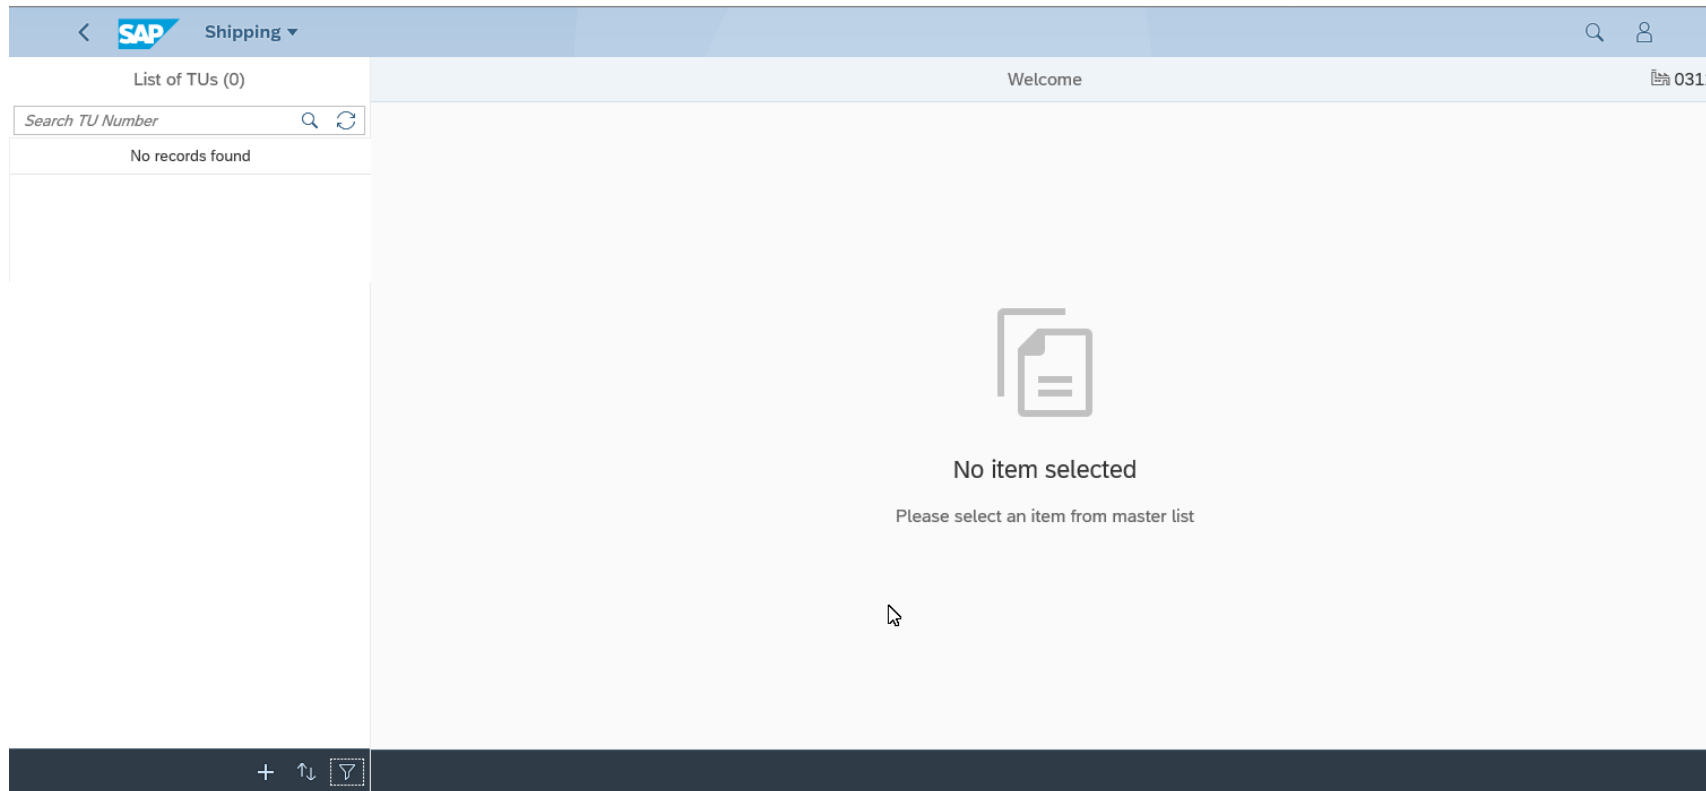 SAP Shipping
List of TUs (0)
Welcome
031
Search TU Number
No records found
No item selected
Please select an item from master list